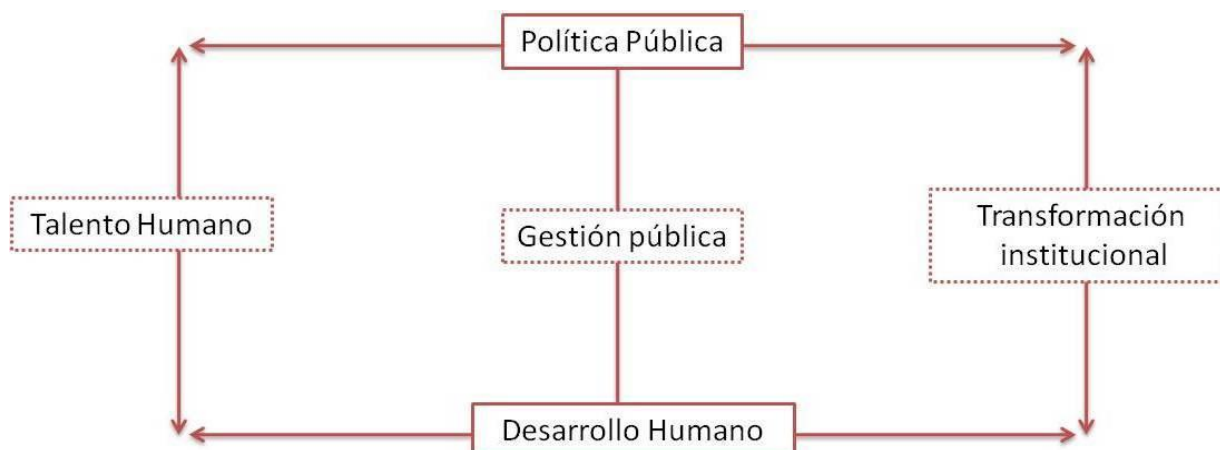 Política Pública
Talento Humano
Gestión pública
Transformación
institucional
Desarrollo Humano